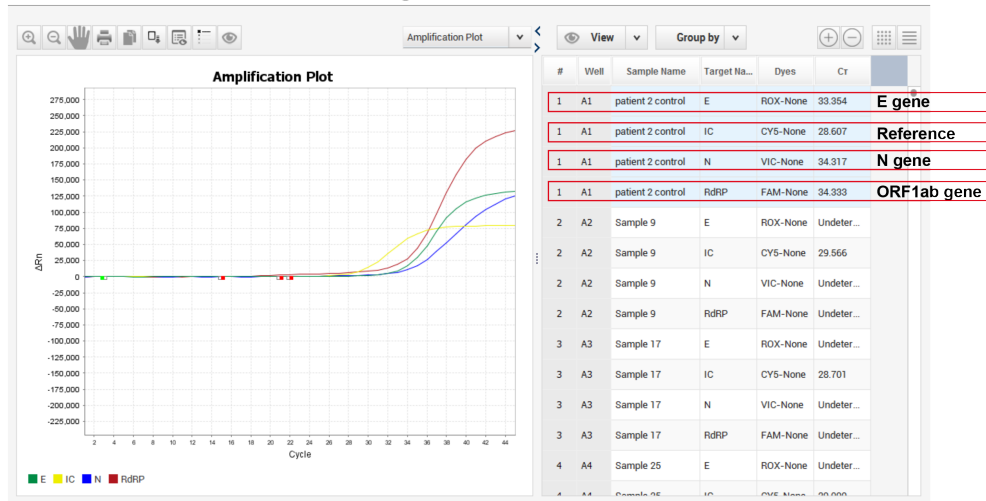 Amplification Plot
View
Group by
Amplification Plot
275,000
250,000
225,000
200,000
175,000
150,000
125,000
100,000
75,000
50,000
25,000
0
-25,000
-50,000
-75,000
-100,000
-125,000
-150,000
-175,000
-200,000
-225,000
ΔRn
2 4 6 8 10 12 14 16 18 20 22 24 26 28 30 32 34 36 38 40 42 44
Cycle
E IC N RdRP
# Well Sample Name Target Na... Dyes Cт
1 A1 patient 2 control E ROX-None 33.354 E gene
1 A1 patient 2 control IC CY5-None 28.607 Reference
1 A1 patient 2 control N VIC-None 34.317 N gene
1 A1 patient 2 control RdRP FAM-None 34.333 ORF1ab gene
2 A2 Sample 9 E ROX-None Undeter...
2 A2 Sample 9 IC CY5-None 29.566
2 A2 Sample 9 N VIC-None Undeter...
2 A2 Sample 9 RdRP FAM-None Undeter...
3 A3 Sample 17 E ROX-None Undeter...
3 A3 Sample 17 IC CY5-None 28.701
3 A3 Sample 17 N VIC-None Undeter...
3 A3 Sample 17 RdRP FAM-None Undeter...
4 A4 Sample 25 E ROX-None Undeter...
4 A4 Sample 25 IC CY5-None